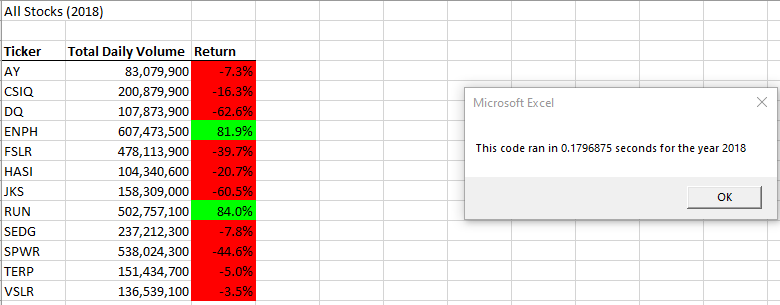 All Stocks (2018)
Ticker Total Daily Volume Return
AY 83,079,900 -7.3%
CSIQ 200,879,900 -16.3%
DQ 107,873,900 -62.6%
ENPH 607,473,500 81.9%
FSLR 478,113,900 -39.7%
HASI 104,340,600 -20.7%
JKS 158,309,000 -60.5%
RUN 502,757,100 84.0%
SEDG 237,212,300 -7.8%
SPWR 538,024,300 -44.6%
TERP 151,434,700 -5.0%
VSLR 136,539,100 -3.5%
Microsoft Excel
This code ran in 0.1796875 seconds for the year 2018
OK